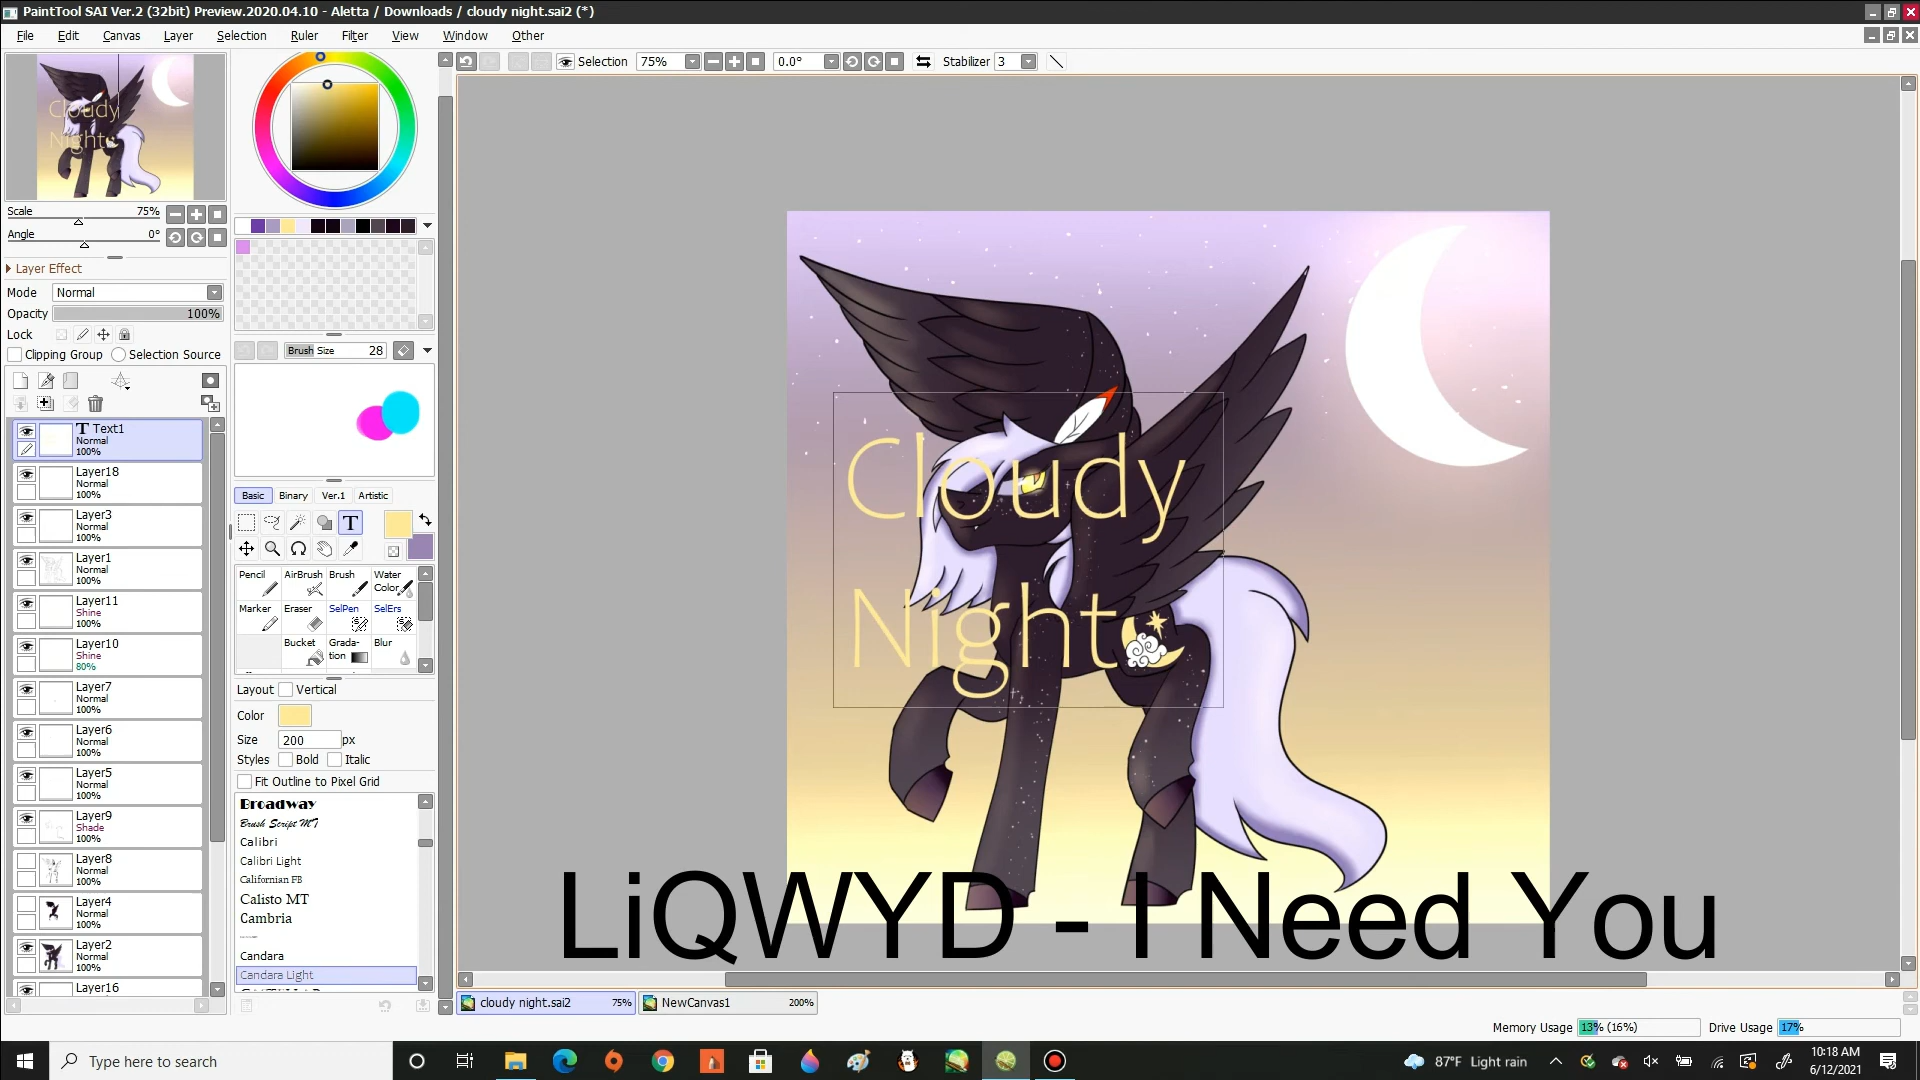 PaintTool SAI Ver.2 (32bit) Preview.2020.04.10 - Aletta / Downloads / cloudy night.sai2 (*)
File Edit Canvas Layer Selection Ruler Filter View Window Other
Selection 75% 0.0° Stabilizer 3
Scale 75%
Angle 0°
Layer Effect
Mode Normal
Opacity 100%
Lock
Clipping Group Selection Source
T Text1
Normal
100%
Layer18
Normal
100%
Layer3
Normal
100%
Layer1
Normal
100%
Layer11
Shine
100%
Layer10
Shine
80%
Layer7
Normal
100%
Layer6
Normal
100%
Layer5
Normal
100%
Layer9
Shade
100%
Layer8
Normal
100%
Layer4
Normal
100%
Layer2
Normal
100%
Layer16
Brush Size 28
Basic Binary Ver.1 Artistic
T
Pencil AirBrush Brush Water Color
Marker Eraser SelPen SelErs
Bucket Grada-tion Blur
Layout Vertical
Color
Size 200 px
Styles Bold Italic
Fit Outline to Pixel Grid
Broadway
Brush Script MT
Calibri
Calibri Light
Californian FB
Calisto MT
Cambria
Candara
Candara Light
Cloudy
Night
Cloudy
Night
LiQWYD - I Need You
cloudy night.sai2 75% NewCanvas1 200%
Memory Usage 13% (16%) Drive Usage 17%
Type here to search
87°F Light rain
10:18 AM
6/12/2021